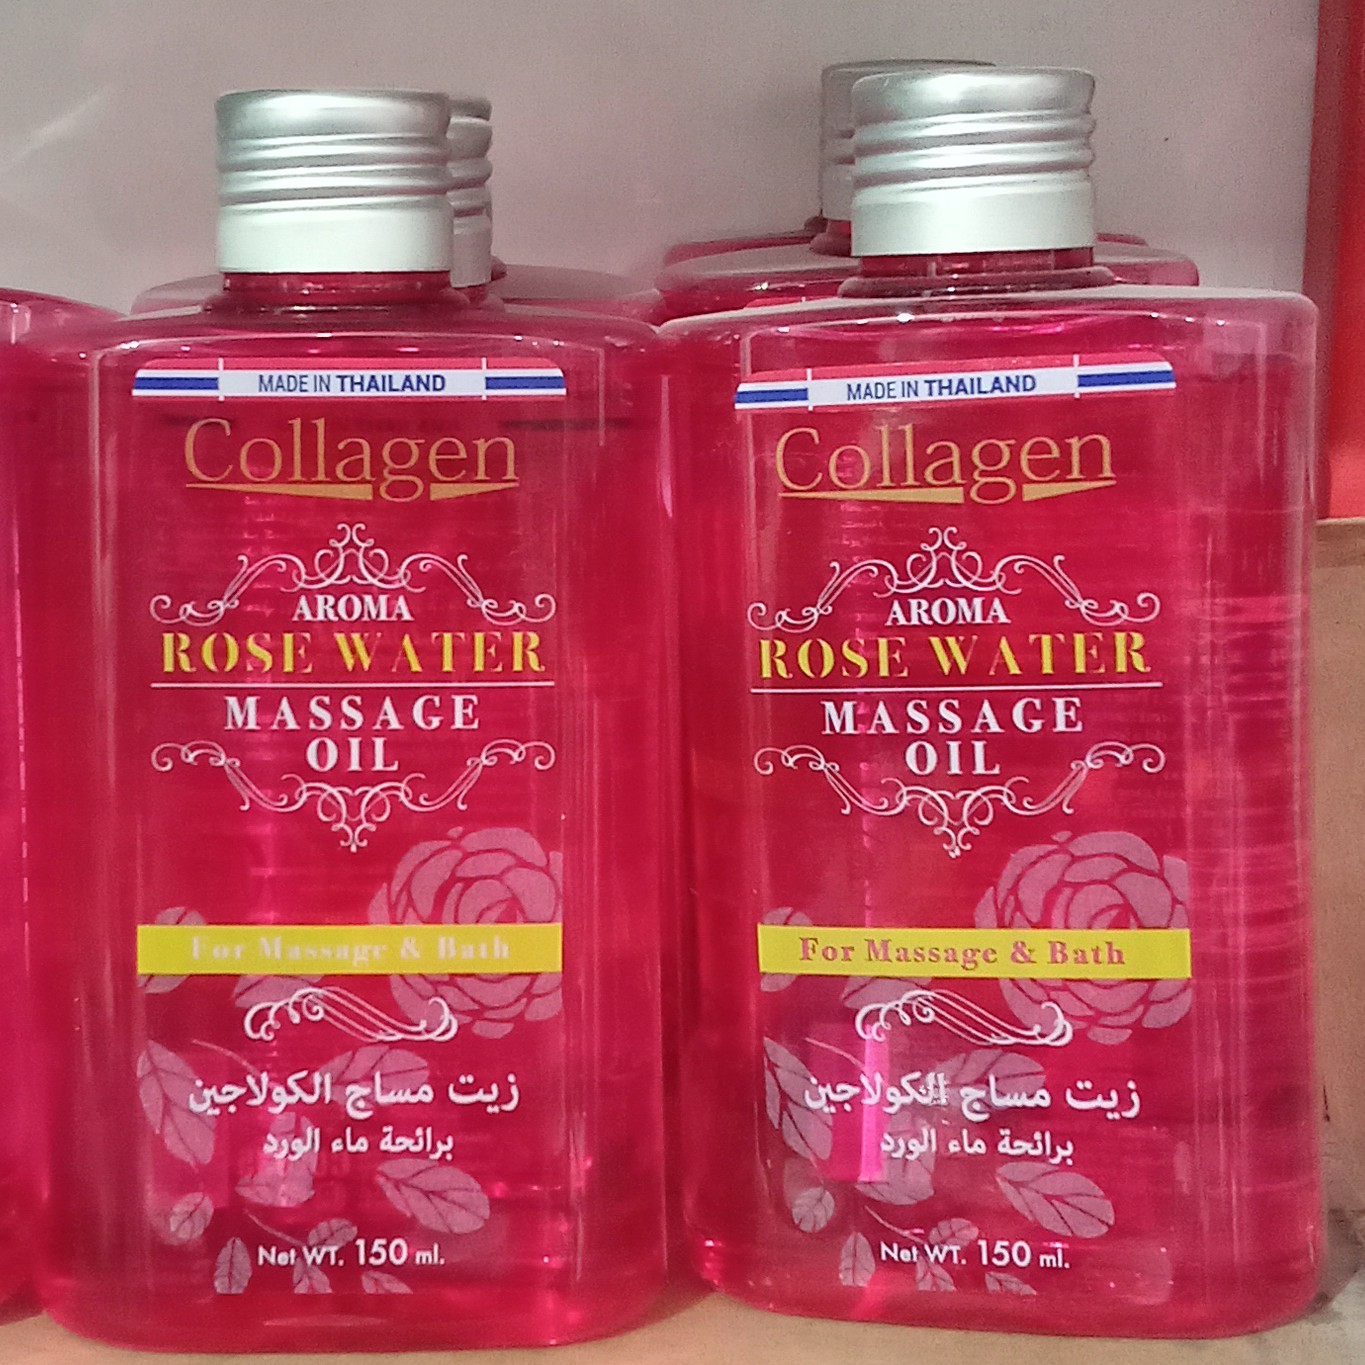 MADE IN THAILAND
Collagen
AROMA
ROSE WATER
MASSAGE
OIL
For Massage & Bath
زيت مساج الكولاجين
برائحة ماء الورد
Net WT. 150 ml.
MADE IN THAILAND
Collagen
AROMA
ROSE WATER
MASSAGE
OIL
For Massage & Bath
زيت مساج الكولاجين
برائحة ماء الورد
Net WT. 150 ml.